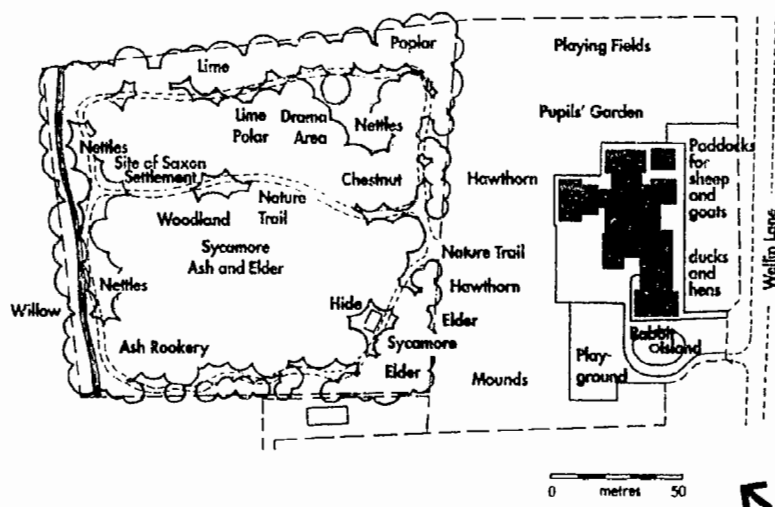 Poplar
Lime
Playing Fields
Lime
Polar
Drama
Area
Nettles
Pupils' Garden
Nettles
Site of Saxon
Settlement
Chestnut
Hawthorn
Paddocks
for
sheep
and
goats
Woodland
Nature
Trail
Sycamore
Ash and Elder
Nature Trail
ducks
and
hens
Wellin Lane
Nettles
Hawthorn
Willow
Hide
Elder
Rabbit
Island
Ash Rookery
Sycamore
Play-
ground
Elder
Mounds
0 metres 50